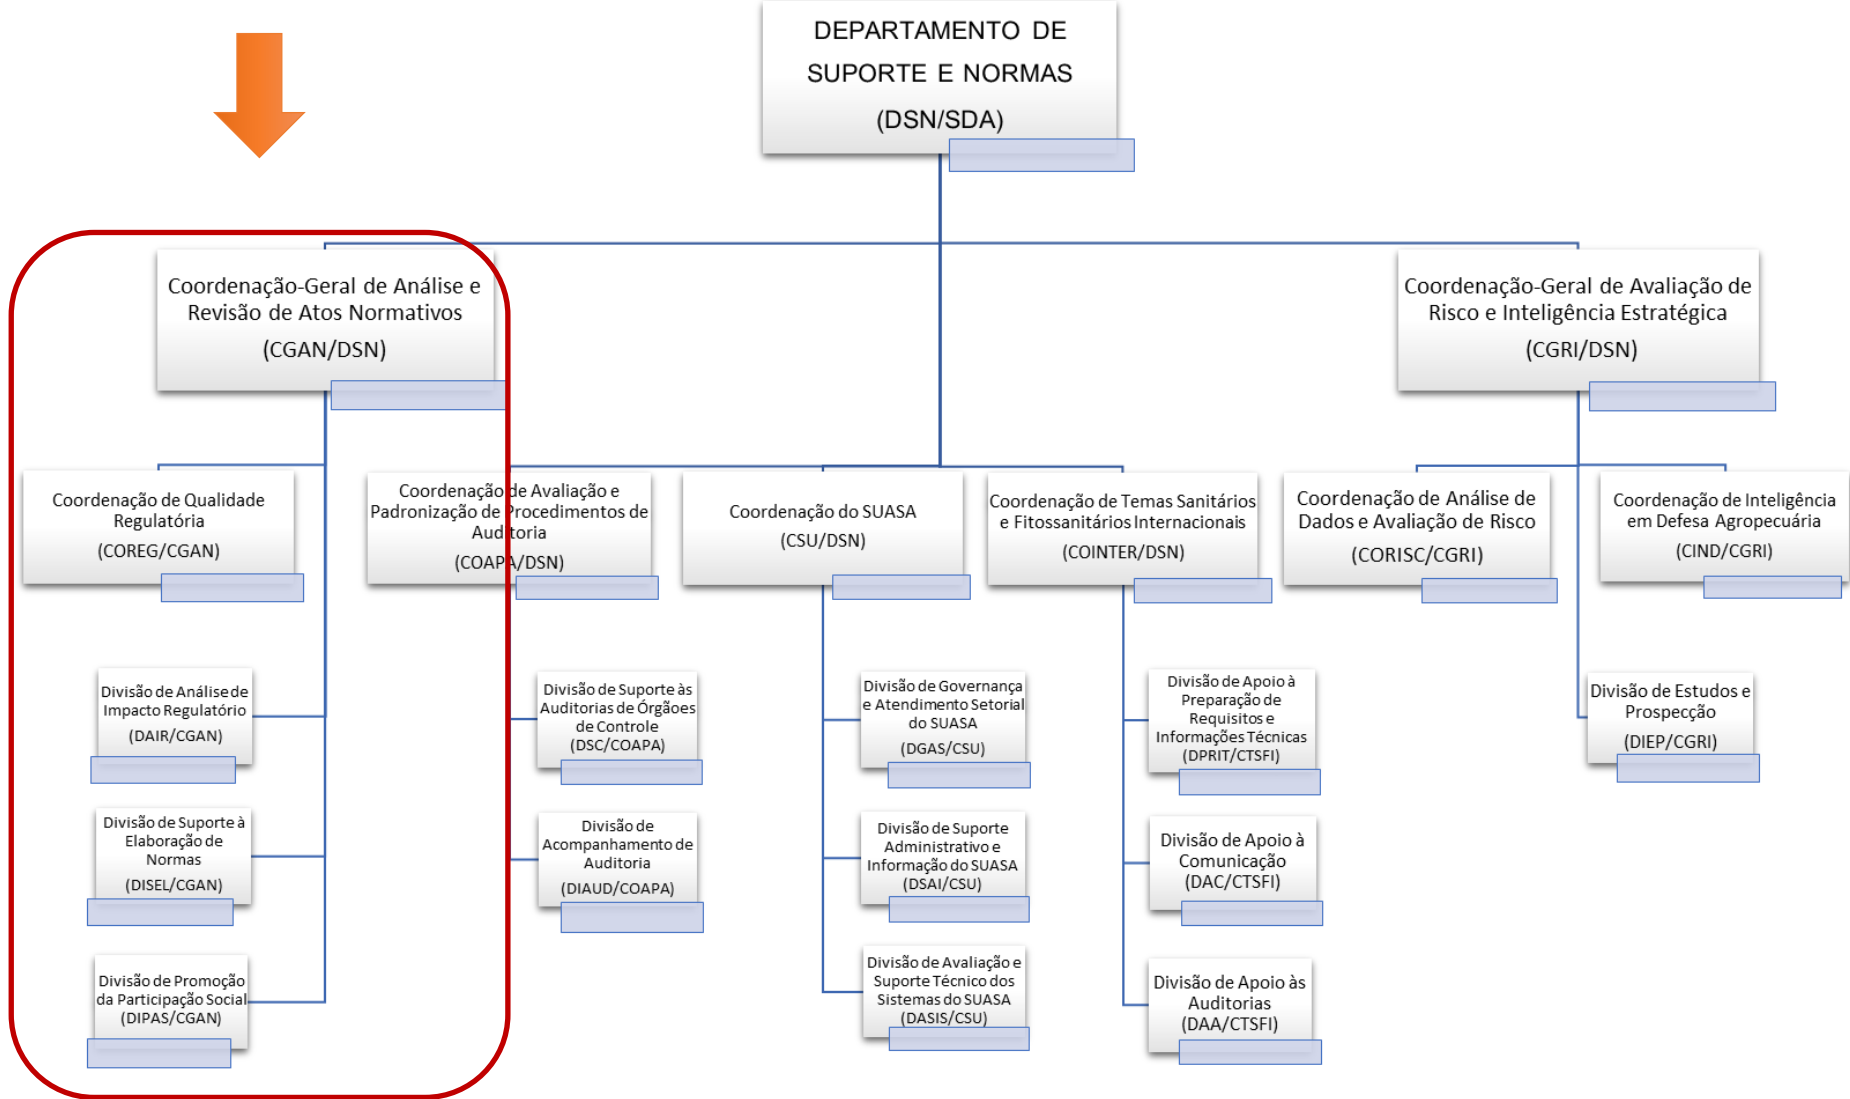 DEPARTAMENTO DE
SUPORTE E NORMAS
(DSN/SDA)
Coordenação-Geral de Análise e
Revisão de Atos Normativos
(CGAN/DSN)
Coordenação-Geral de Avaliação de
Risco e Inteligência Estratégica
(CGRI/DSN)
Coordenação de Qualidade
Regulatória
(COREG/CGAN)
Coordenação de Avaliação e
Padronização de Procedimentos de
Auditoria
(COAPA/DSN)
Coordenação do SUASA
(CSU/DSN)
Coordenação de Temas Sanitários
e Fitossanitários Internacionais
(COINTER/DSN)
Coordenação de Análise de
Dados e Avaliação de Risco
(CORISC/CGRI)
Coordenação de Inteligência
em Defesa Agropecuária
(CIND/CGRI)
Divisão de Análise de
Impacto Regulatório
(DAIR/CGAN)
Divisão de Suporte às
Auditorias de Órgãoes
de Controle
(DSC/COAPA)
Divisão de Governança
e Atendimento Setorial
do SUASA
(DGAS/CSU)
Divisão de Apoio à
Preparação de
Requisitos e
Informações Técnicas
(DPRIT/CTSFI)
Divisão de Estudos e
Prospecção
(DIEP/CGRI)
Divisão de Suporte à
Elaboração de
Normas
(DISEL/CGAN)
Divisão de
Acompanhamento de
Auditoria
(DIAUD/COAPA)
Divisão de Suporte
Administrativo e
Informação do SUASA
(DSAI/CSU)
Divisão de Apoio à
Comunicação
(DAC/CTSFI)
Divisão de Promoção
da Participação Social
(DIPAS/CGAN)
Divisão de Avaliação e
Suporte Técnico dos
Sistemas do SUASA
(DASIS/CSU)
Divisão de Apoio às
Auditorias
(DAA/CTSFI)